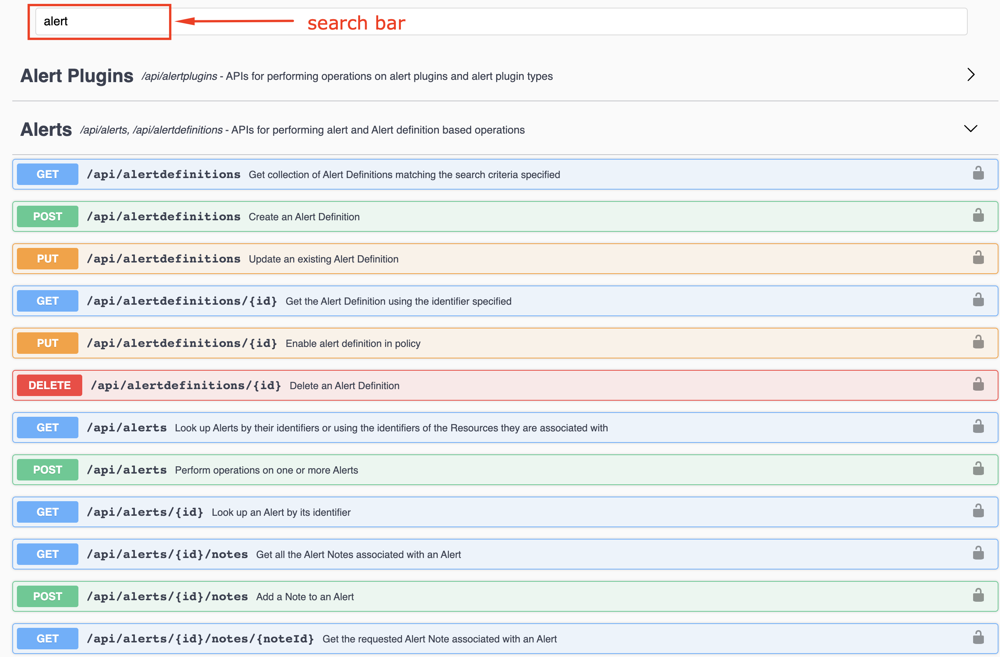 alert search bar
Alert Plugins /api/alertplugins - APIs for performing operations on alert plugins and alert plugin types
Alerts /api/alerts, /api/alertdefinitions - APIs for performing alert and Alert definition based operations
GET /api/alertdefinitions Get collection of Alert Definitions matching the search criteria specified
POST /api/alertdefinitions Create an Alert Definition
PUT /api/alertdefinitions Update an existing Alert Definition
GET /api/alertdefinitions/{id} Get the Alert Definition using the identifier specified
PUT /api/alertdefinitions/{id} Enable alert definition in policy
DELETE /api/alertdefinitions/{id} Delete an Alert Definition
GET /api/alerts Look up Alerts by their identifiers or using the identifiers of the Resources they are associated with
POST /api/alerts Perform operations on one or more Alerts
GET /api/alerts/{id} Look up an Alert by its identifier
GET /api/alerts/{id}/notes Get all the Alert Notes associated with an Alert
POST /api/alerts/{id}/notes Add a Note to an Alert
GET /api/alerts/{id}/notes/{noteId} Get the requested Alert Note associated with an Alert